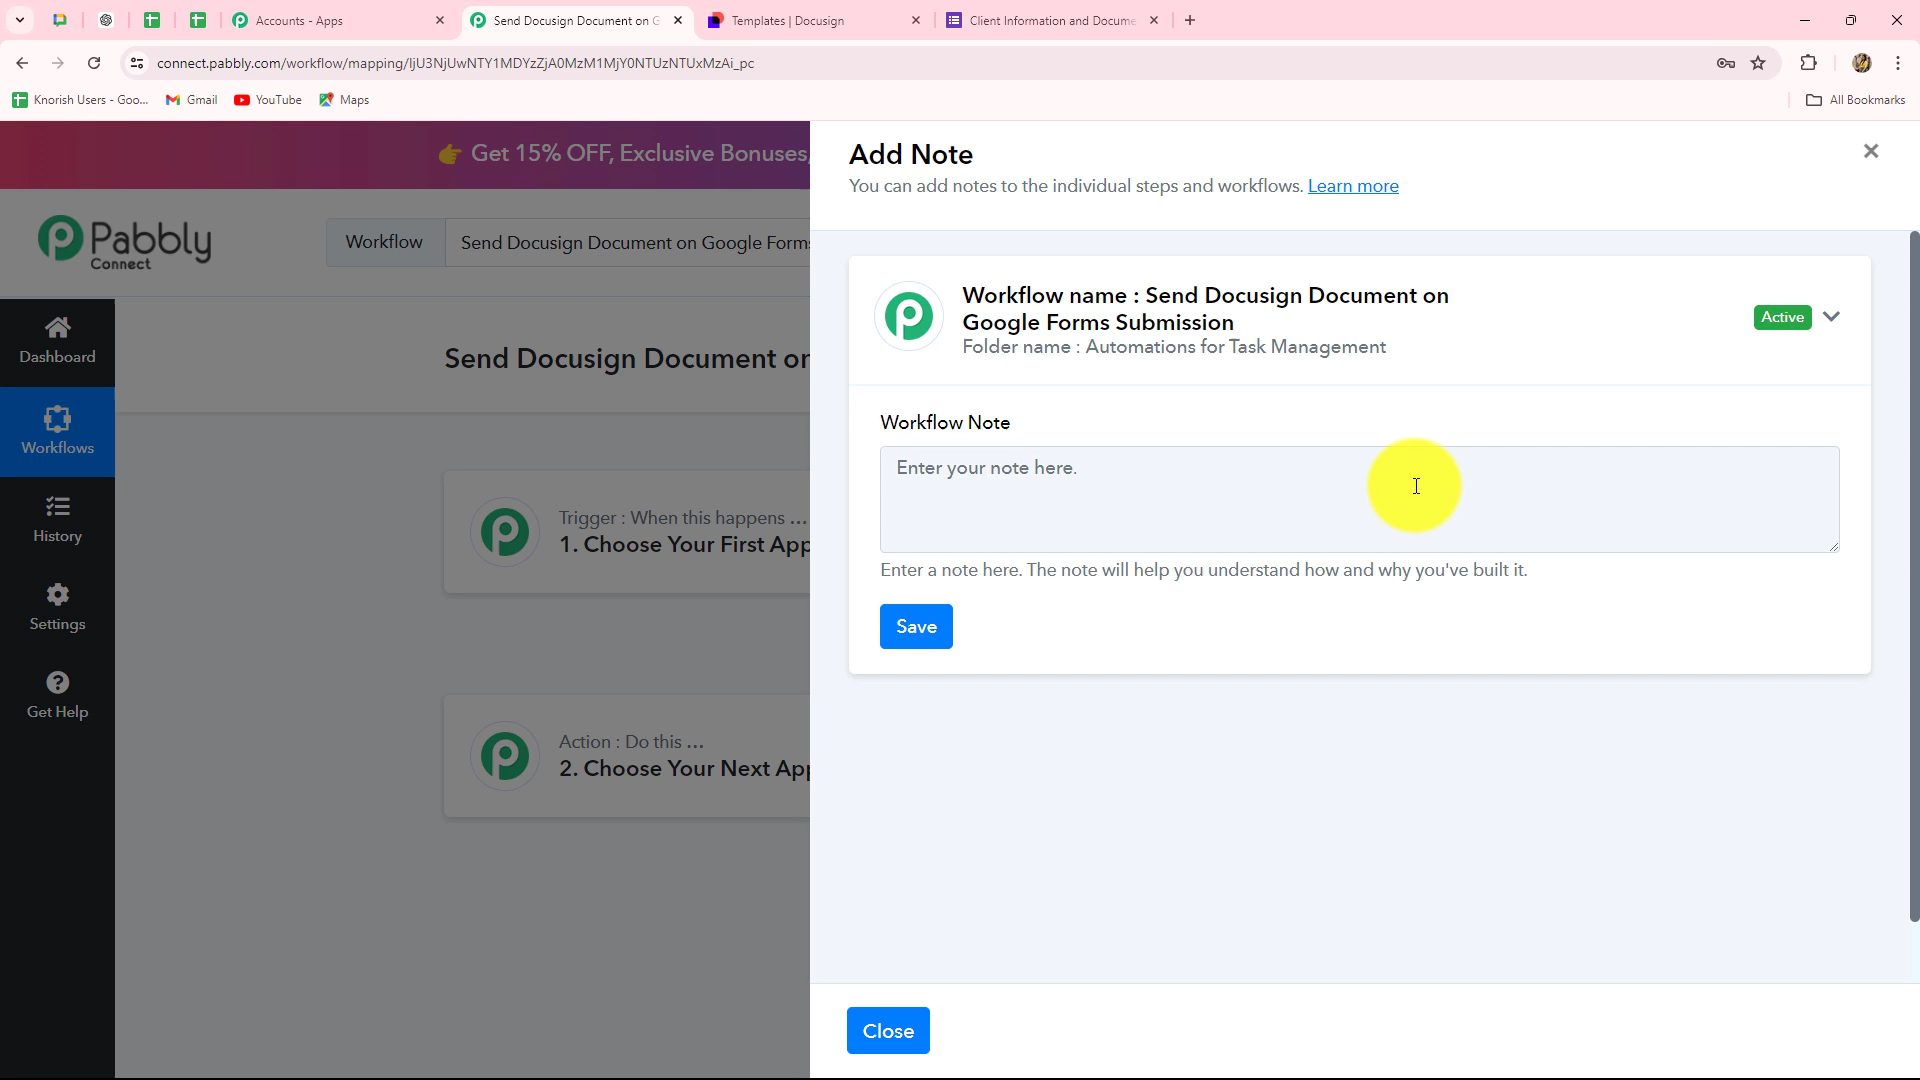 Accounts - Apps
Send Docusign Document on G
Templates | Docusign
Client Information and Docume
connect.pabbly.com/workflow/mapping/IjU3NjUwNTY1MDYzZjA0MzM1MjY0NTUzNTUxMzAi_pc
Knorish Users - Goo...
Gmail
YouTube
Maps
All Bookmarks
Get 15% OFF, Exclusive Bonuses,
Pabbly
Connect
Workflow
Send Docusign Document on Google Forms
Dashboard
Workflows
History
Settings
Get Help
Send Docusign Document or
Trigger : When this happens ...
1. Choose Your First App
Action : Do this ...
2. Choose Your Next App
Add Note
You can add notes to the individual steps and workflows. Learn more
Workflow name : Send Docusign Document on
Google Forms Submission
Folder name : Automations for Task Management
Active
Workflow Note
Enter your note here.
Enter a note here. The note will help you understand how and why you've built it.
Save
Close